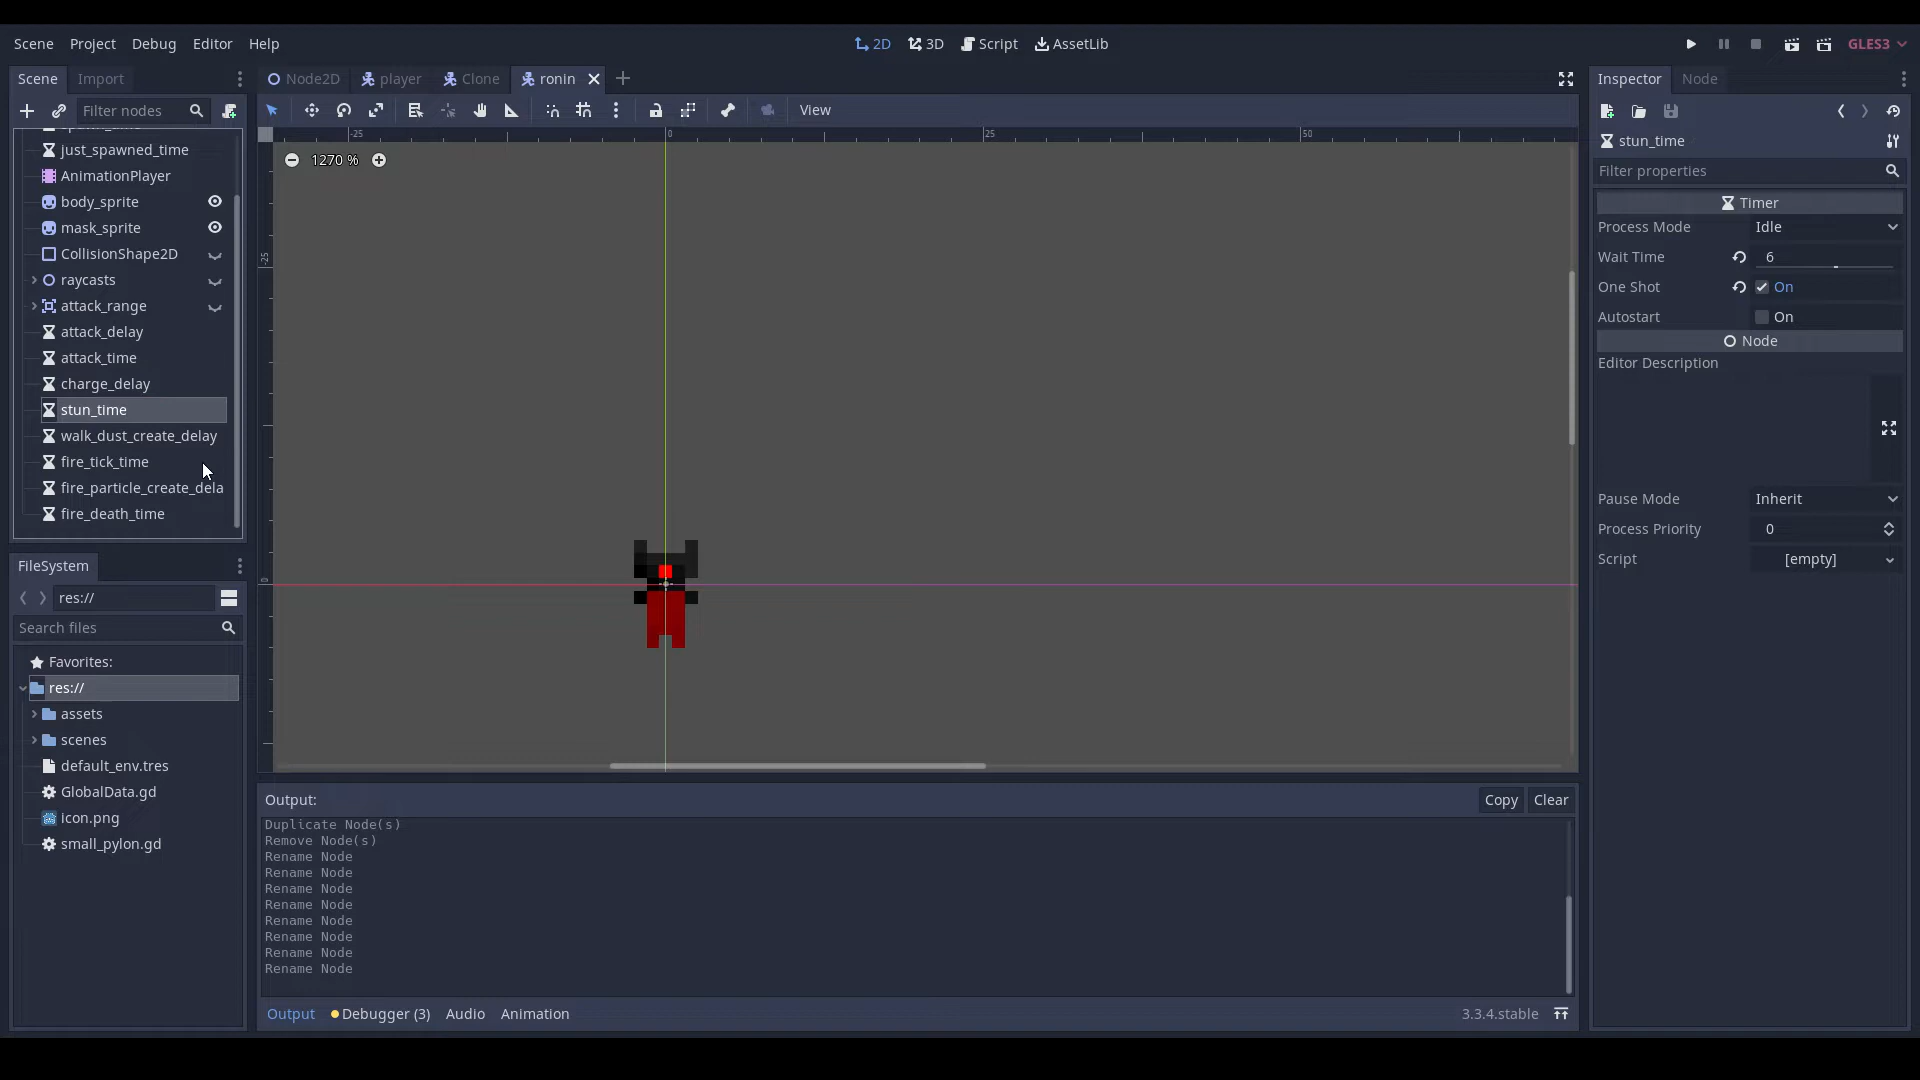 Scene Project Debug Editor Help 2D 3D Script AssetLib GLES3
Scene Import Node2D player Clone ronin Inspector Node
Filter nodes View
-25 0 25 50
stun_time
1270 %
just_spawned_time
Filter properties
AnimationPlayer
body_sprite
Timer
mask_sprite
Process Mode Idle
CollisionShape2D
Wait Time 6
-25
raycasts
One Shot On
attack_range
Autostart On
attack_delay
Node
attack_time
Editor Description
charge_delay
stun_time
walk_dust_create_delay
fire_tick_time
fire_particle_create_dela
Pause Mode Inherit
fire_death_time
Process Priority 0
Script [empty]
FileSystem
0
res://
Search files
Favorites:
res://
assets
scenes
default_env.tres
GlobalData.gd
icon.png
small_pylon.gd
Output: Copy Clear
Duplicate Node(s)
Remove Node(s)
Rename Node
Rename Node
Rename Node
Rename Node
Rename Node
Rename Node
Rename Node
Rename Node
Output Debugger (3) Audio Animation 3.3.4.stable